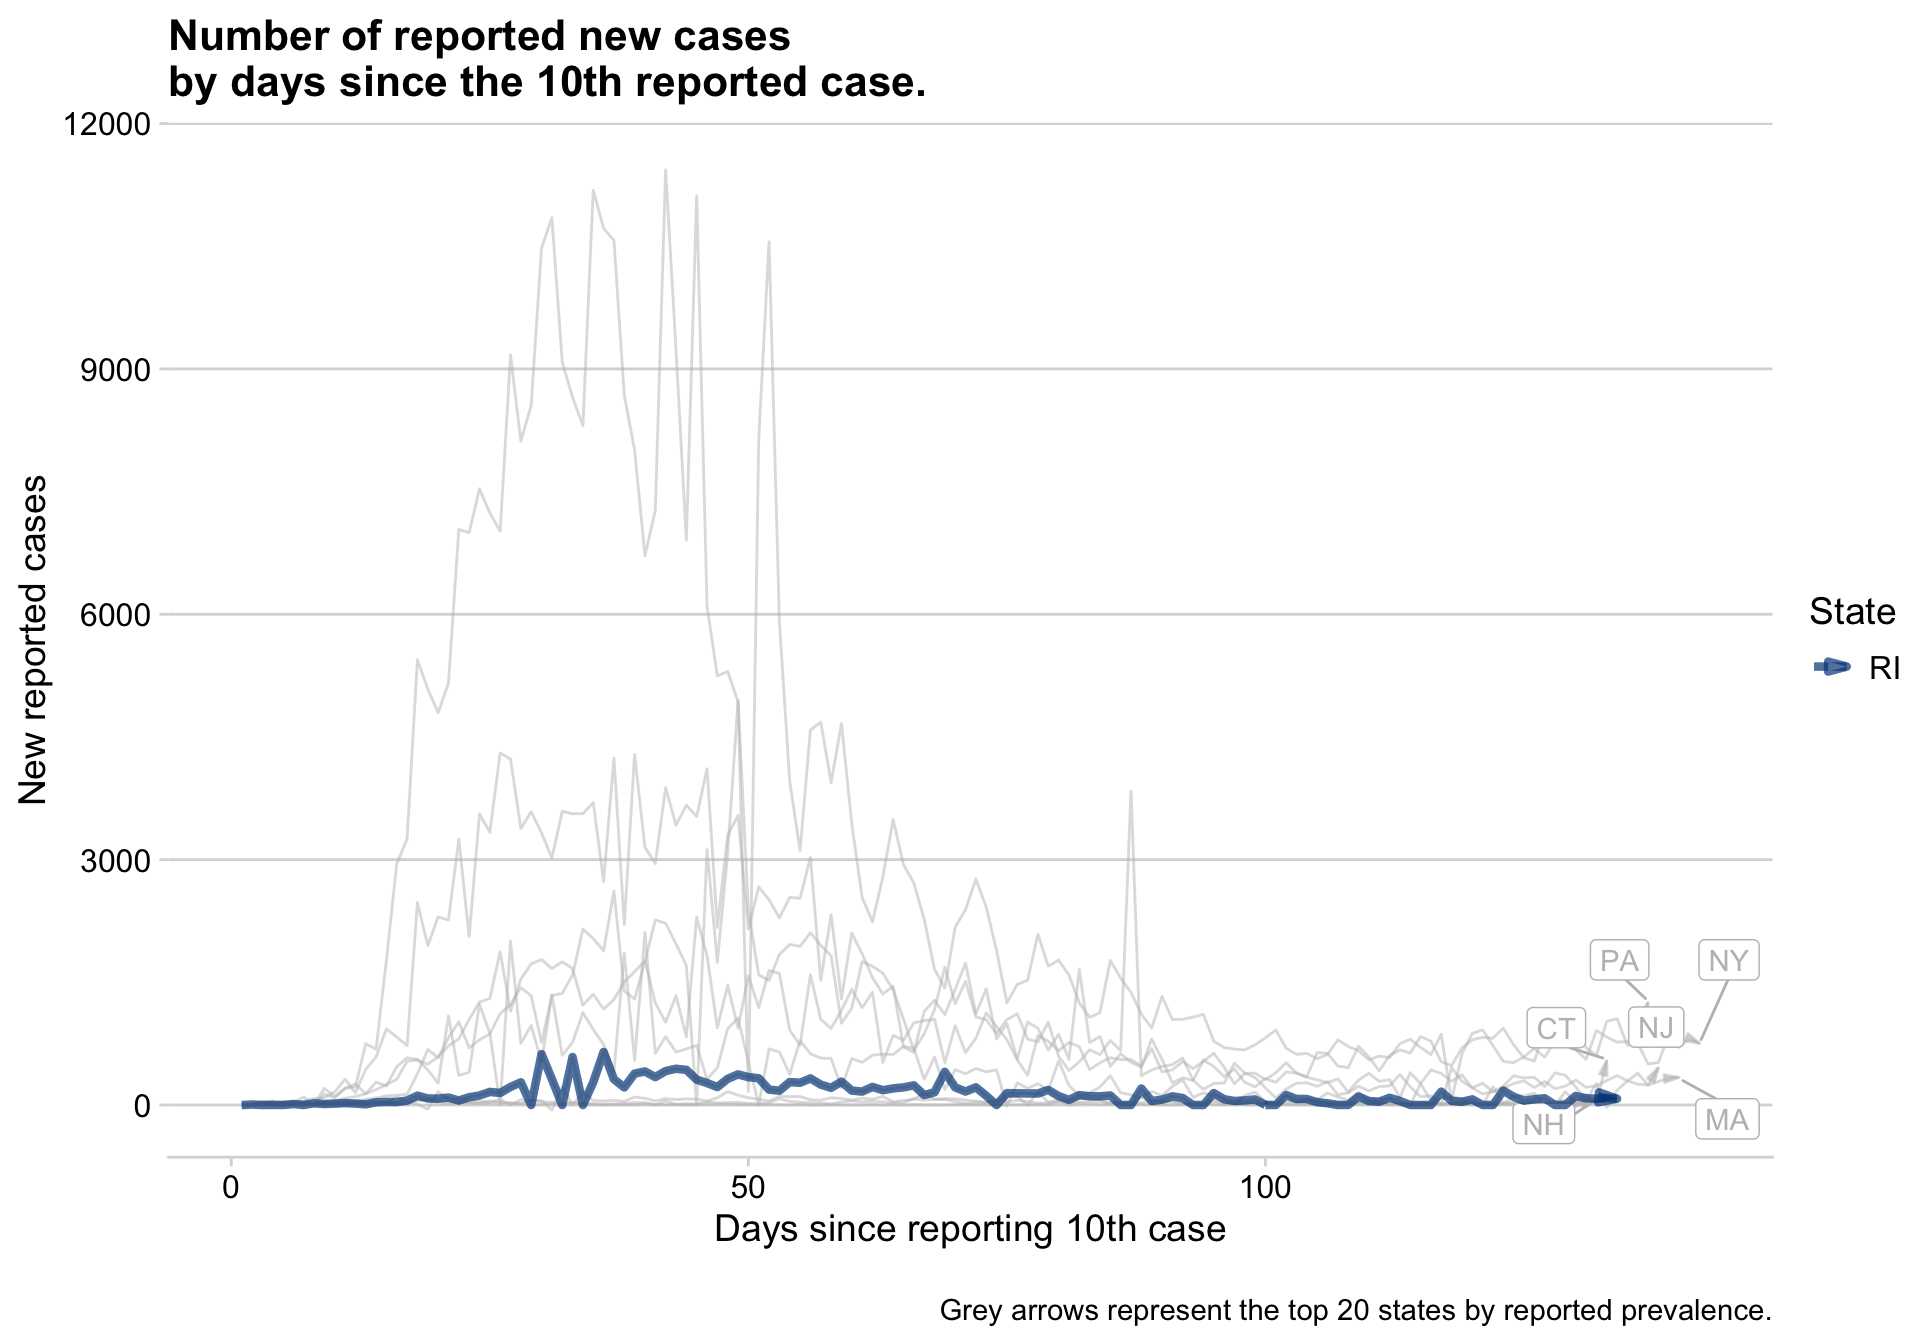 Number of reported new cases
by days since the 10th reported case.
12000
9000
6000
3000
0
New reported cases
PA
NY
CT
NJ
NH
MA
State
RI
0
50
100
Days since reporting 10th case
Grey arrows represent the top 20 states by reported prevalence.